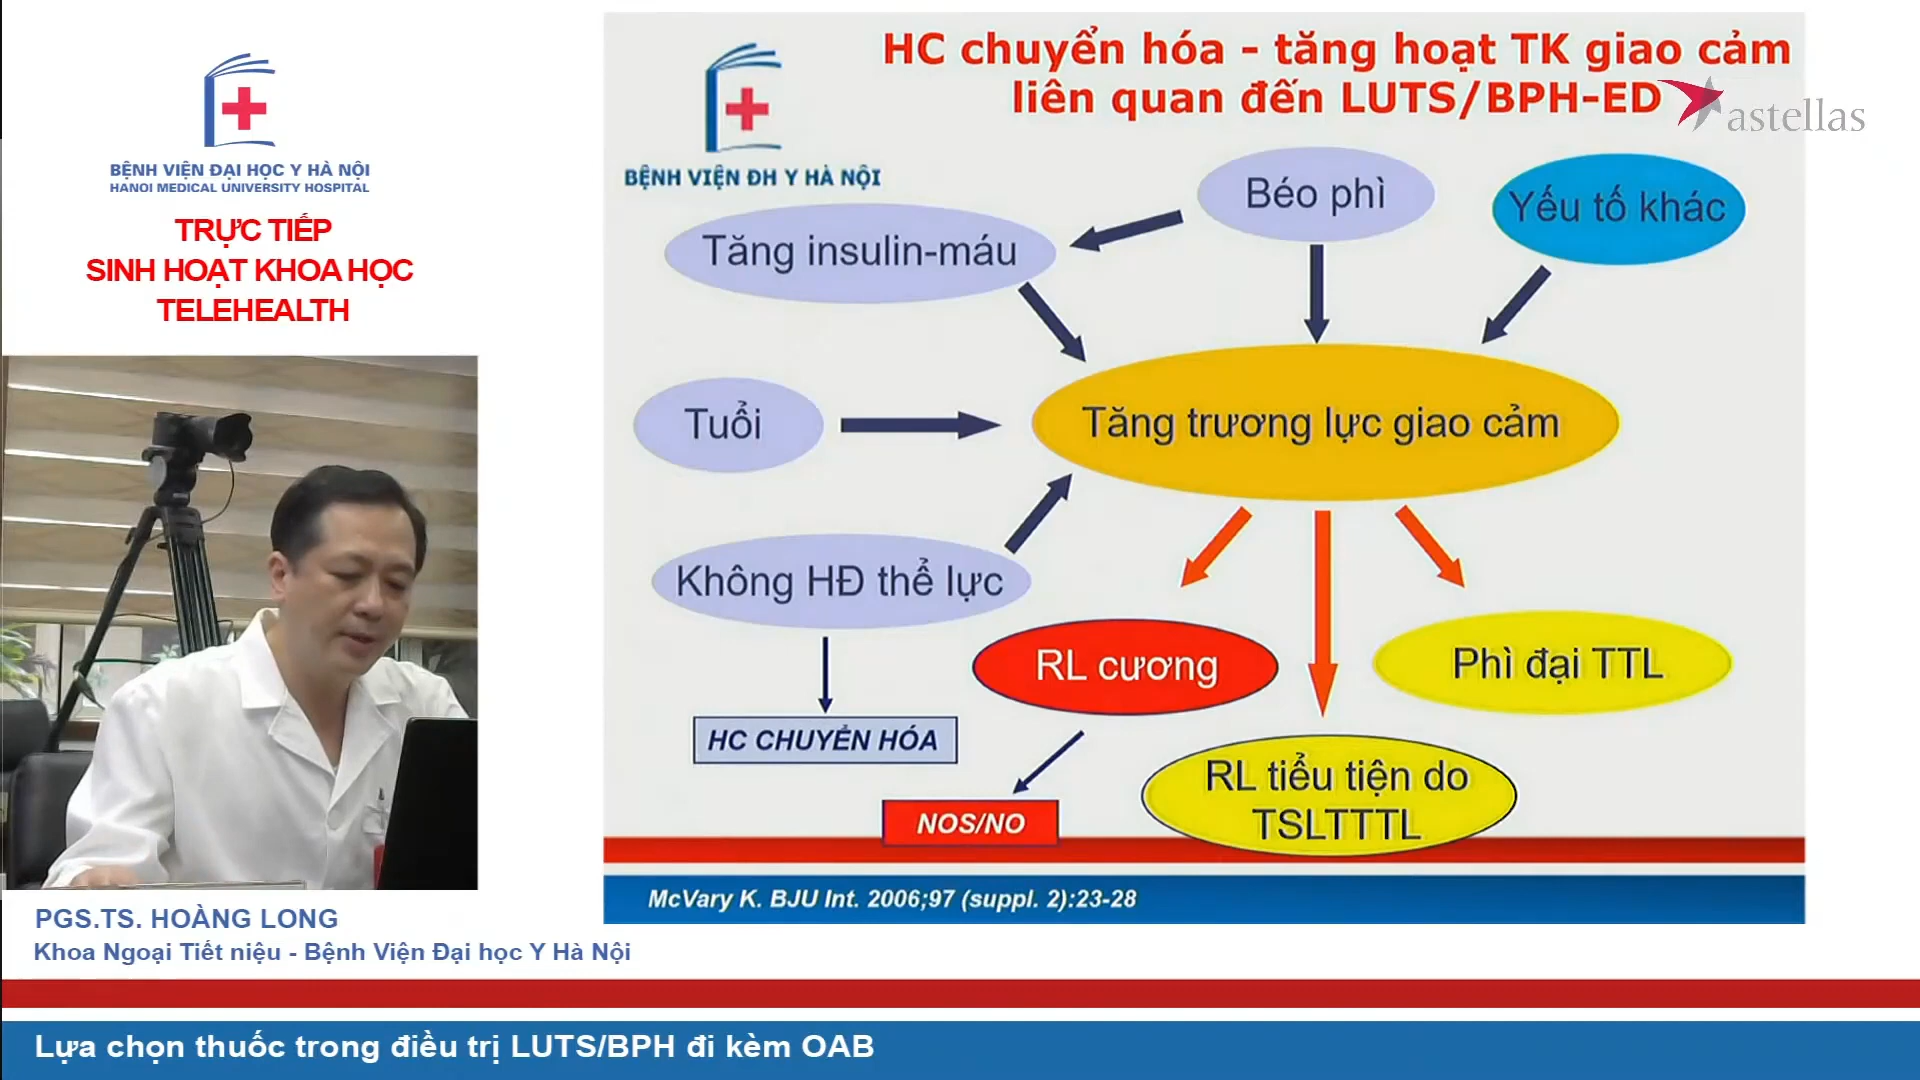 BỆNH VIỆN ĐẠI HỌC Y HÀ NỘI
HANOI MEDICAL UNIVERSITY HOSPITAL
TRỰC TIẾP
SINH HOẠT KHOA HỌC
TELEHEALTH
HC chuyển hóa - tăng hoạt TK giao cảm
liên quan đến LUTS/BPH-ED
astellas
BỆNH VIỆN ĐH Y HÀ NỘI
Béo phì
Yếu tố khác
Tăng insulin-máu
Tuổi
Tăng trương lực giao cảm
Không HĐ thể lực
RL cương
Phì đại TTL
HC CHUYỂN HÓA
RL tiểu tiện do
TSLTTTL
NOS/NO
McVary K. BJU Int. 2006;97 (suppl. 2):23-28
PGS.TS. HOÀNG LONG
Khoa Ngoại Tiết niệu - Bệnh Viện Đại học Y Hà Nội
Lựa chọn thuốc trong điều trị LUTS/BPH đi kèm OAB